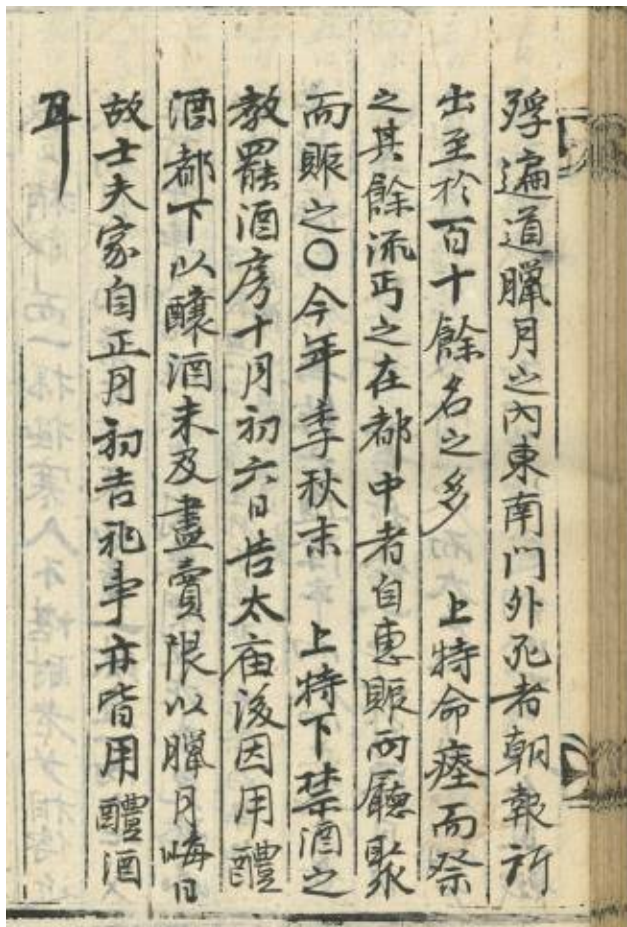 殍遍道臘月之內東南门外死者朝報所
出至於百十餘名之多　上特命瘞而祭
之其餘流丐之在都中者自惠賑兩廳聚
而賑之〇今年季秋末　上特下禁酒之
教罷酒房十月初六日告太庙後因用醴
酒都下以釀酒未及盡賣限以臘月晦日
故士夫家自正月初吉祀事亦皆用醴酒
耳